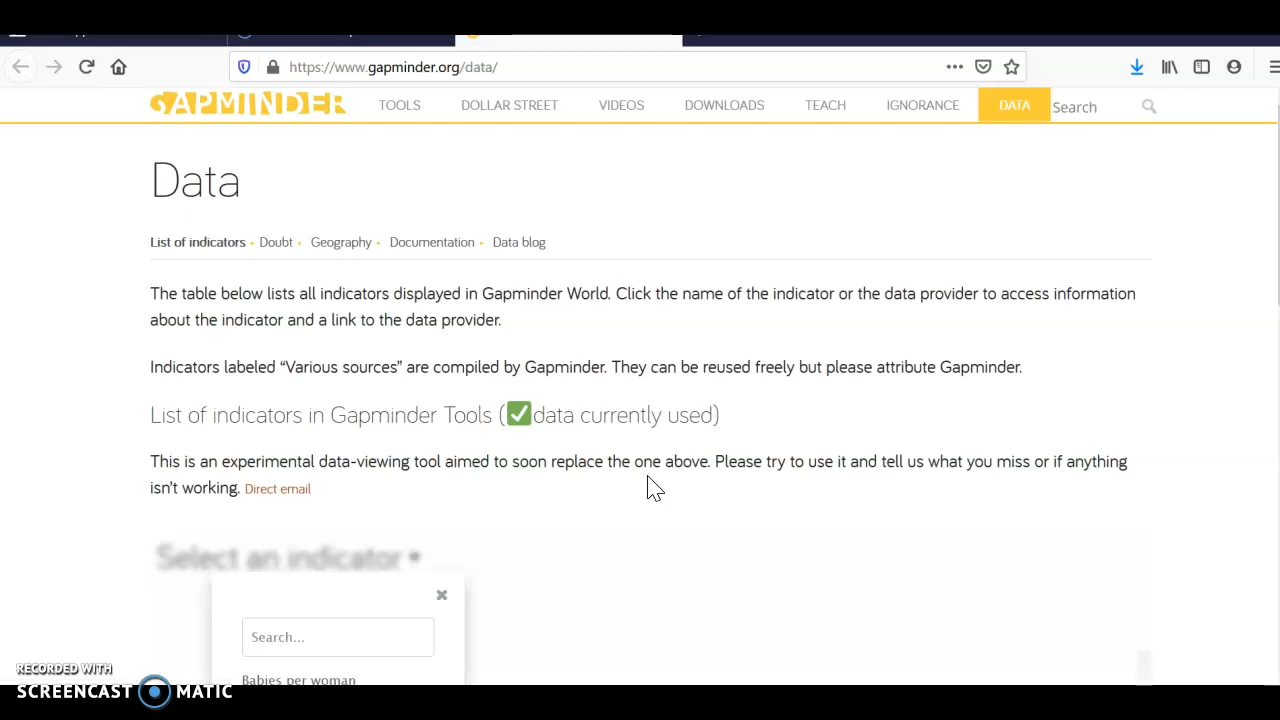 https://www.gapminder.org/data/
GAPMINDER TOOLS DOLLAR STREET VIDEOS DOWNLOADS TEACH IGNORANCE DATA Search
Data
List of indicators • Doubt • Geography • Documentation • Data blog
The table below lists all indicators displayed in Gapminder World. Click the name of the indicator or the data provider to access information
about the indicator and a link to the data provider.
Indicators labeled “Various sources” are compiled by Gapminder. They can be reused freely but please attribute Gapminder.
List of indicators in Gapminder Tools (✅data currently used)
This is an experimental data-viewing tool aimed to soon replace the one above. Please try to use it and tell us what you miss or if anything
isn’t working. Direct email
Select an indicator
Search...
Babies per woman
RECORDED WITH
SCREENCAST MATIC